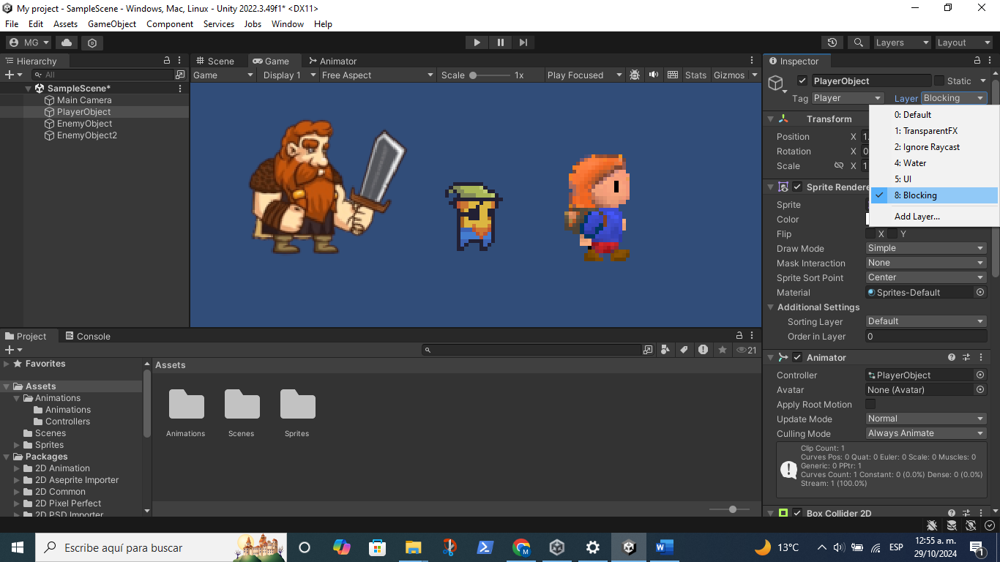 My project - SampleScene - Windows, Mac, Linux - Unity 2022.3.49f1* <DX11>
File Edit Assets GameObject Component Services Jobs Window Help
MG Layers Layout
Hierarchy
All
SampleScene*
Main Camera
PlayerObject
EnemyObject
EnemyObject2
Scene Game Animator
Game Display 1 Free Aspect Scale 1x Play Focused Stats Gizmos
Inspector
PlayerObject Static
Tag Player Layer Blocking
0: Default
1: TransparentFX
2: Ignore Raycast
4: Water
5: UI
8: Blocking
Add Layer...
Transform
Position X 1.
Rotation X 0
Scale X 1
Sprite Rendere
Sprite
Color
Flip X Y
Draw Mode Simple
Mask Interaction None
Sprite Sort Point Center
Material Sprites-Default
Additional Settings
Sorting Layer Default
Order in Layer 0
Animator
Controller PlayerObject
Avatar None (Avatar)
Apply Root Motion
Update Mode Normal
Culling Mode Always Animate
Clip Count: 1
Curves Pos: 0 Quat: 0 Euler: 0 Scale: 0 Muscles: 0
Generic: 0 PPtr: 1
Curves Count: 1 Constant: 0 (0.0%) Dense: 0 (0.0%)
Stream: 1 (100.0%)
Box Collider 2D
Project Console
21
Favorites
Assets
Animations
Animations
Controllers
Scenes
Sprites
Packages
2D Animation
2D Aseprite Importer
2D Common
2D Pixel Perfect
2D PSD Importer
Assets
Animations Scenes Sprites
Escribe aquí para buscar
13°C
ESP
12:55 a. m.
29/10/2024
1